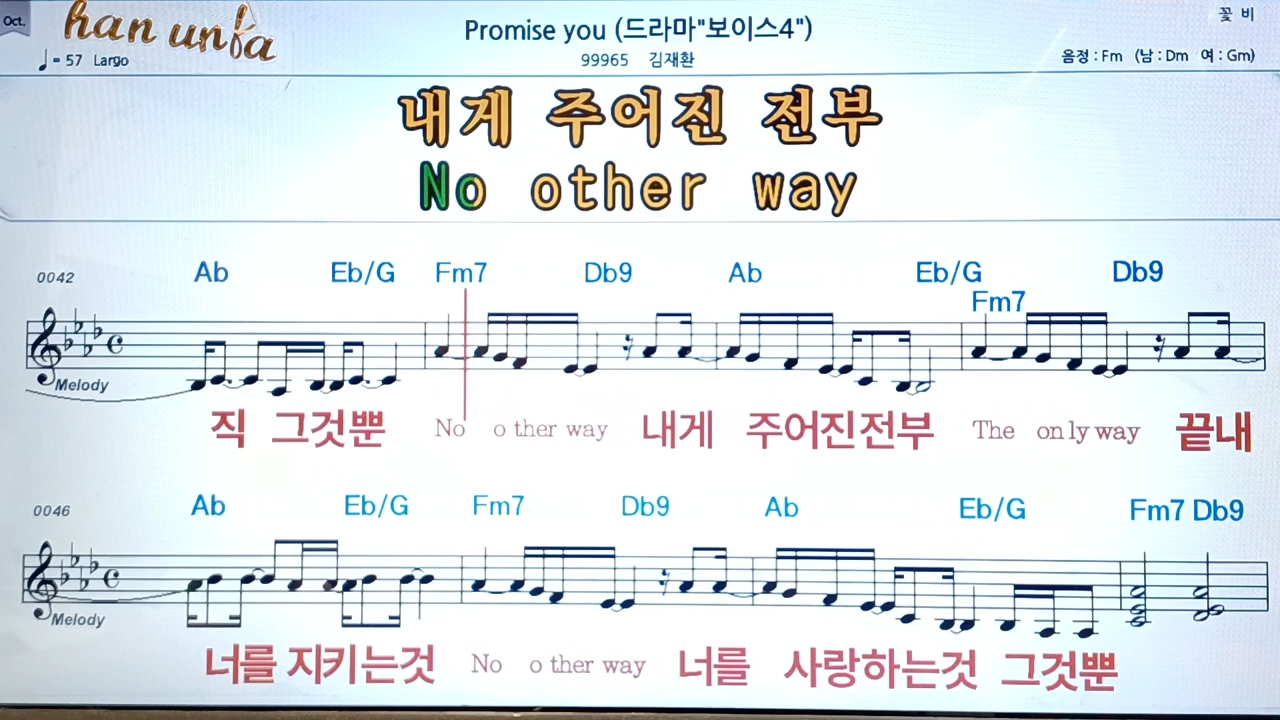 Oct.
han unfa
Promise you (드라마"보이스4")
꽃 비
♩= 57 Largo
99965 김재환
음정 : Fm (남 : Dm 여 : Gm)
내게 주어진 전부
No other way
0042
Ab Eb/G Fm7 Db9 Ab Eb/G Fm7 Db9
Melody
직 그것뿐 No o ther way 내게 주어진전부 The on ly way 끝내
0046
Ab Eb/G Fm7 Db9 Ab Eb/G Fm7 Db9
Melody
너를 지키는것 No o ther way 너를 사랑하는것 그것뿐